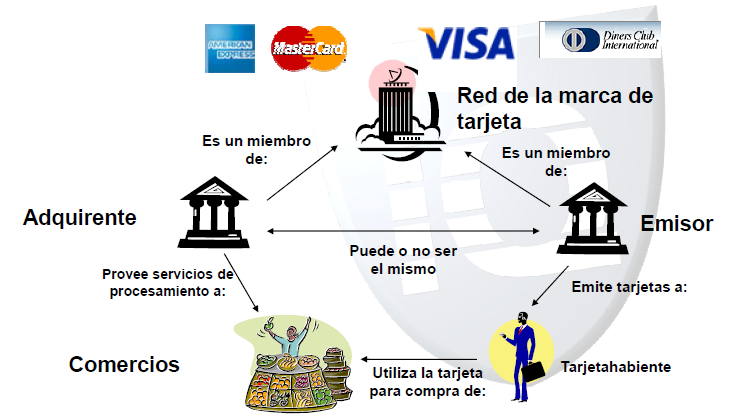 AMERICAN
EXPRESS
MasterCard
VISA
Diners Club
International
Red de la marca de
tarjeta
Es un miembro
de:
Es un miembro
de:
Adquirente
Emisor
Puede o no ser
el mismo
Provee servicios de
procesamiento a:
Emite tarjetas a:
Comercios
Utiliza la tarjeta
para compra de:
Tarjetahabiente